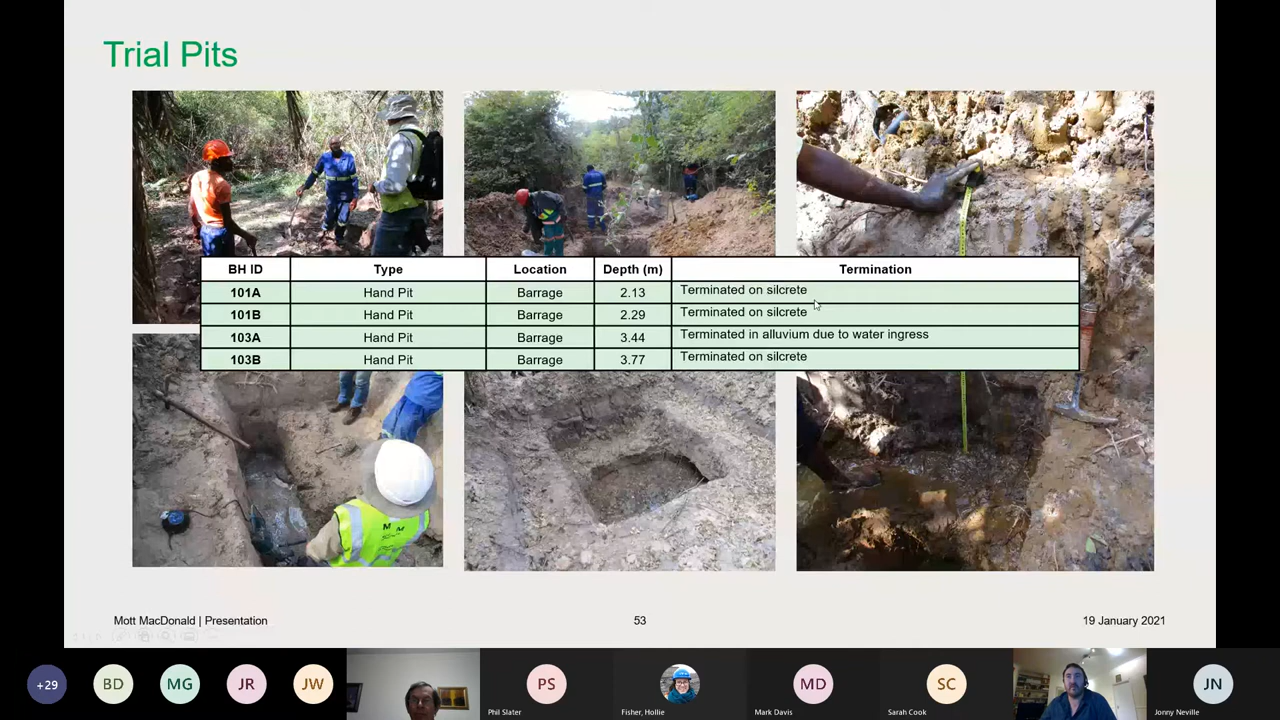 Trial Pits
BH ID Type Location Depth (m) Termination
101A Hand Pit Barrage 2.13 Terminated on silcrete
101B Hand Pit Barrage 2.29 Terminated on silcrete
103A Hand Pit Barrage 3.44 Terminated in alluvium due to water ingress
103B Hand Pit Barrage 3.77 Terminated on silcrete
M M
Mott MacDonald | Presentation 53 19 January 2021
+29 BD MG JR JW PS MD SC JN
Phil Slater Fisher, Hollie Mark Davis Sarah Cook Jonny Neville